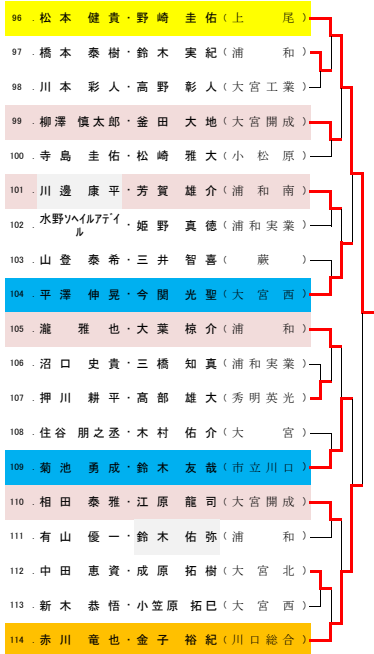 96 . 松本 健貴・野崎 圭佑（上尾）
97 . 橋本 泰樹・鈴木 実紀（浦和）
98 . 川本 彩人・高野 彰人（大宮工業）
99 . 柳澤 慎太郎・釜田 大地（大宮開成）
100 . 寺島 圭佑・松崎 雅大（小松原）
101 . 川邊 康平・芳賀 雄介（浦和南）
102 . 水野ソヘイルアデイル・姫野 真徳（浦和実業）
103 . 山登 泰希・三井 智喜（蕨）
104 . 平澤 伸晃・今関 光聖（大宮西）
105 . 瀧 雅也・大葉 椋介（浦和）
106 . 沼口 史貴・三橋 知真（浦和実業）
107 . 押川 耕平・高部 雄大（秀明英光）
108 . 住谷 朋之丞・木村 佑介（大宮）
109 . 菊池 勇成・鈴木 友哉（市立川口）
110 . 相田 泰雅・江原 龍司（大宮開成）
111 . 有山 優一・鈴木 佑弥（浦和）
112 . 中田 恵資・成原 拓樹（大宮北）
113 . 新木 恭悟・小笠原 拓巳（大宮西）
114 . 赤川 竜也・金子 裕紀（川口総合）